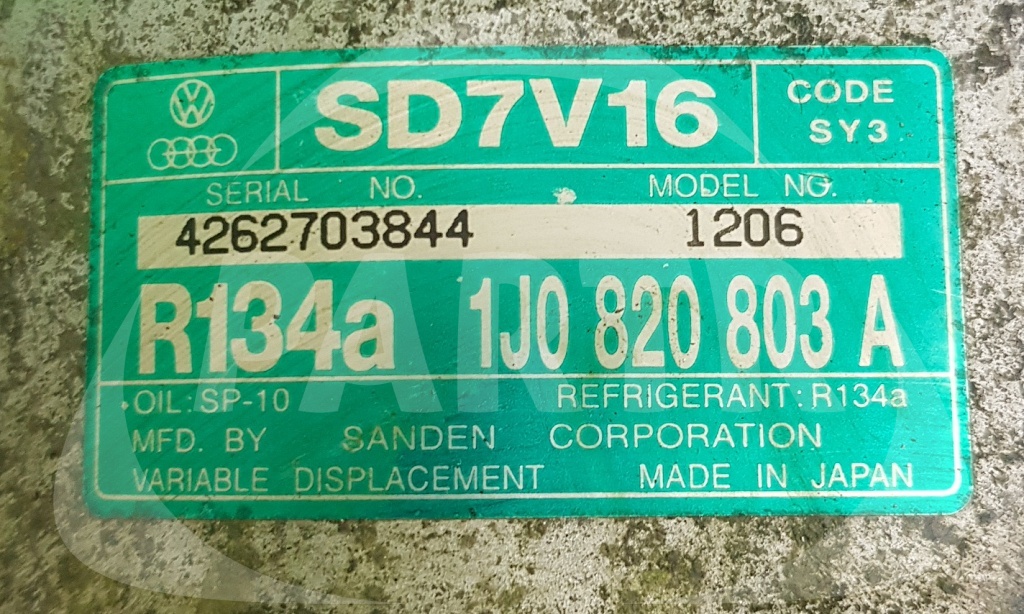 SD7V16
CODE
SY3
SERIAL NO. MODEL NO.
4262703844 1206
R134a 1J0 820 803 A
OIL: SP-10 REFRIGERANT: R134a
MFD. BY SANDEN CORPORATION
VARIABLE DISPLACEMENT MADE IN JAPAN